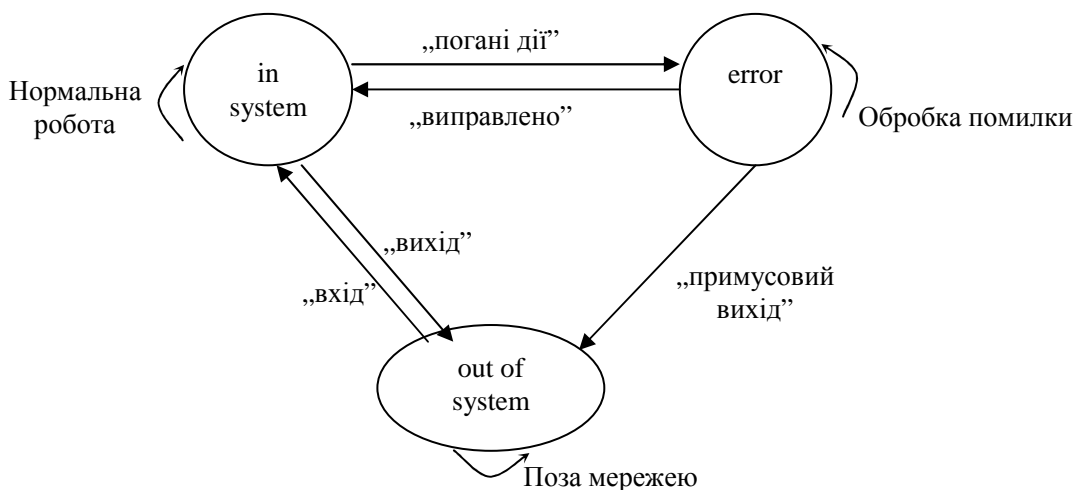 „погані дії”
in
system
error
Нормальна
робота
„виправлено”
Обробка помилки
„вихід”
„вхід”
„примусовий
вихід”
out of
system
Поза мережею